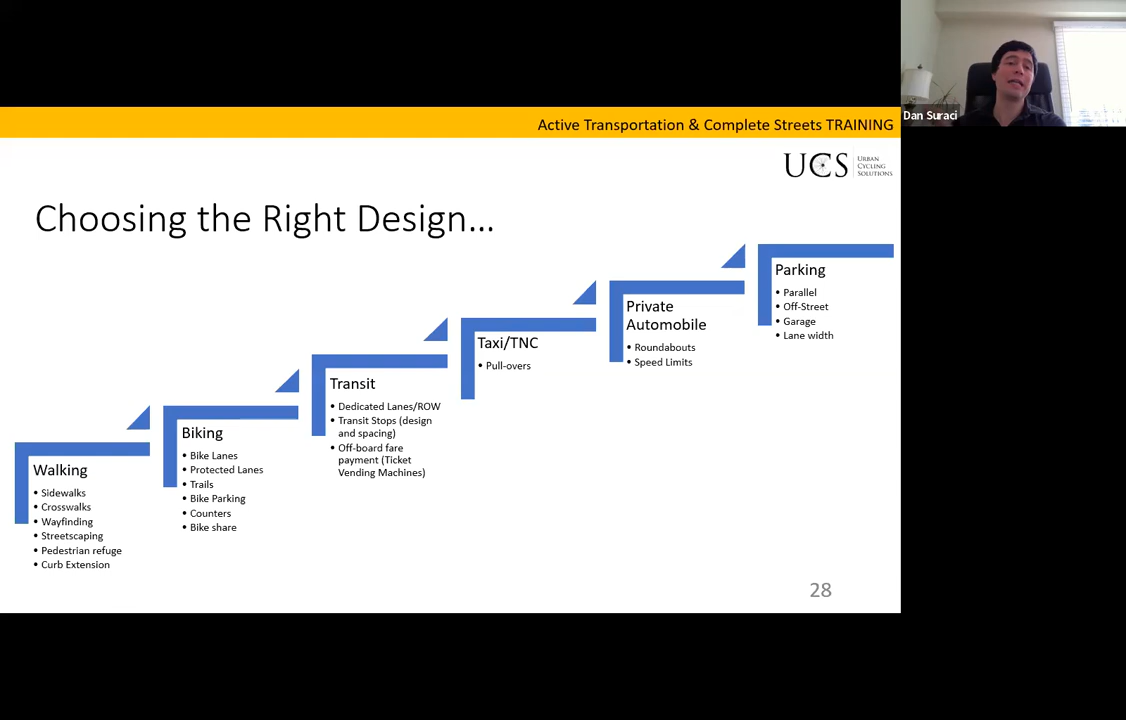 Dan Suraci
Active Transportation & Complete Streets TRAINING
UCS
URBAN
CYCLING
SOLUTIONS
Choosing the Right Design...
Walking
• Sidewalks
• Crosswalks
• Wayfinding
• Streetscaping
• Pedestrian refuge
• Curb Extension
Biking
• Bike Lanes
• Protected Lanes
• Trails
• Bike Parking
• Counters
• Bike share
Transit
• Dedicated Lanes/ROW
• Transit Stops (design
and spacing)
• Off-board fare
payment (Ticket
Vending Machines)
Taxi/TNC
• Pull-overs
Private
Automobile
• Roundabouts
• Speed Limits
Parking
• Parallel
• Off-Street
• Garage
• Lane width
28